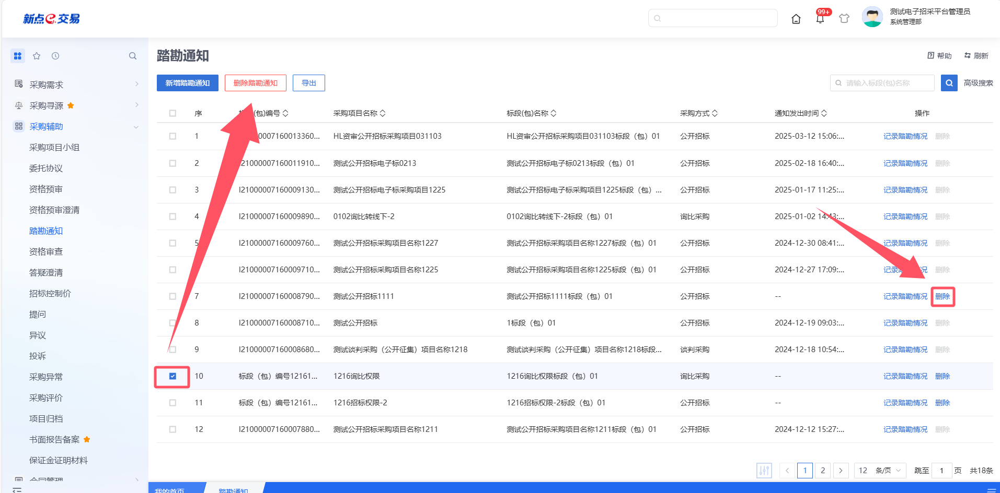 新点e交易
99+
测试电子招采平台管理员
系统管理部
踏勘通知
帮助
刷新
新增踏勘通知
删除踏勘通知
导出
请输入标段(包)名称
高级搜索
采购需求
采购寻源
采购辅助
采购项目小组
委托协议
资格预审
资格预审澄清
踏勘通知
资格审查
答疑澄清
招标控制价
提问
异议
投诉
采购异常
采购评价
项目归档
书面报告备案
保证金证明材料
合同管理
序 (包)编号 采购项目名称 标段(包)名称 采购方式 通知发出时间 操作
1 00007160013360... HL资审公开招标采购项目031103 HL资审公开招标采购项目031103标段（包）01 公开招标 2025-03-12 15:06:... 记录踏勘情况 删除
2 I21000007160011910... 测试公开招标电子标0213 测试公开招标电子标0213标段（包）01 公开招标 2025-02-18 16:40:... 记录踏勘情况 删除
3 I21000007160009130... 测试公开招标电子标采购项目1225 测试公开招标电子标采购项目1225标段（包）... 公开招标 2025-01-17 11:25:... 记录踏勘情况 删除
4 I21000007160009890... 0102询比转线下-2 0102询比转线下-2标段（包）01 询比采购 2025-01-02 14:43:... 记录踏勘情况 删除
5 I21000007160009760... 测试公开招标采购项目名称1227 测试公开招标采购项目名称1227标段（包）01 公开招标 2024-12-30 08:41:... 记录踏勘情况 删除
I21000007160009710... 测试公开招标采购项目名称1225 测试公开招标采购项目名称1225标段（包）01 公开招标 2024-12-27 17:09:... 记录踏勘情况 删除
7 I21000007160008790... 测试公开招标1111 测试公开招标1111标段（包）01 公开招标 -- 记录踏勘情况 删除
8 I21000007160008710... 测试公开招标 1标段（包）01 公开招标 2024-12-19 09:03:... 记录踏勘情况 删除
9 I21000007160008680... 测试谈判采购（公开征集）项目名称1218 测试谈判采购（公开征集）项目名称1218标段... 谈判采购 2024-12-18 10:54:... 记录踏勘情况 删除
10 标段（包）编号12161... 1216询比权限 1216询比权限标段（包）01 询比采购 -- 记录踏勘情况 删除
11 标段（包）编号12161... 1216招标权限-2 1216招标权限-2标段（包）01 公开招标 -- 记录踏勘情况 删除
12 I21000007160007880... 测试公开招标采购项目名称1211 测试公开招标采购项目名称1211标段（包）01 公开招标 2024-12-12 15:27:... 记录踏勘情况 删除
1 2 12 条/页 跳至 1 页 共18条
我的首页 踏勘通知